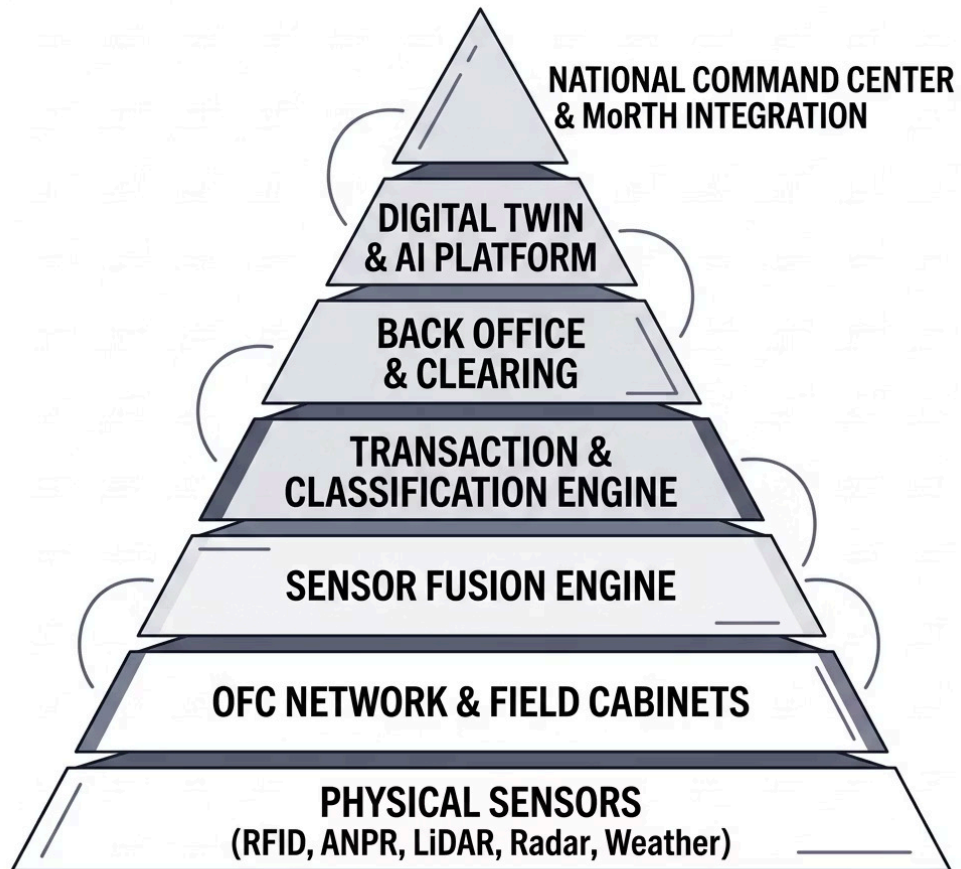 NATIONAL COMMAND CENTER
& MoRTH INTEGRATION
DIGITAL TWIN
& AI PLATFORM
BACK OFFICE
& CLEARING
TRANSACTION &
CLASSIFICATION ENGINE
SENSOR FUSION ENGINE
OFC NETWORK & FIELD CABINETS
PHYSICAL SENSORS
(RFID, ANPR, LiDAR, Radar, Weather)